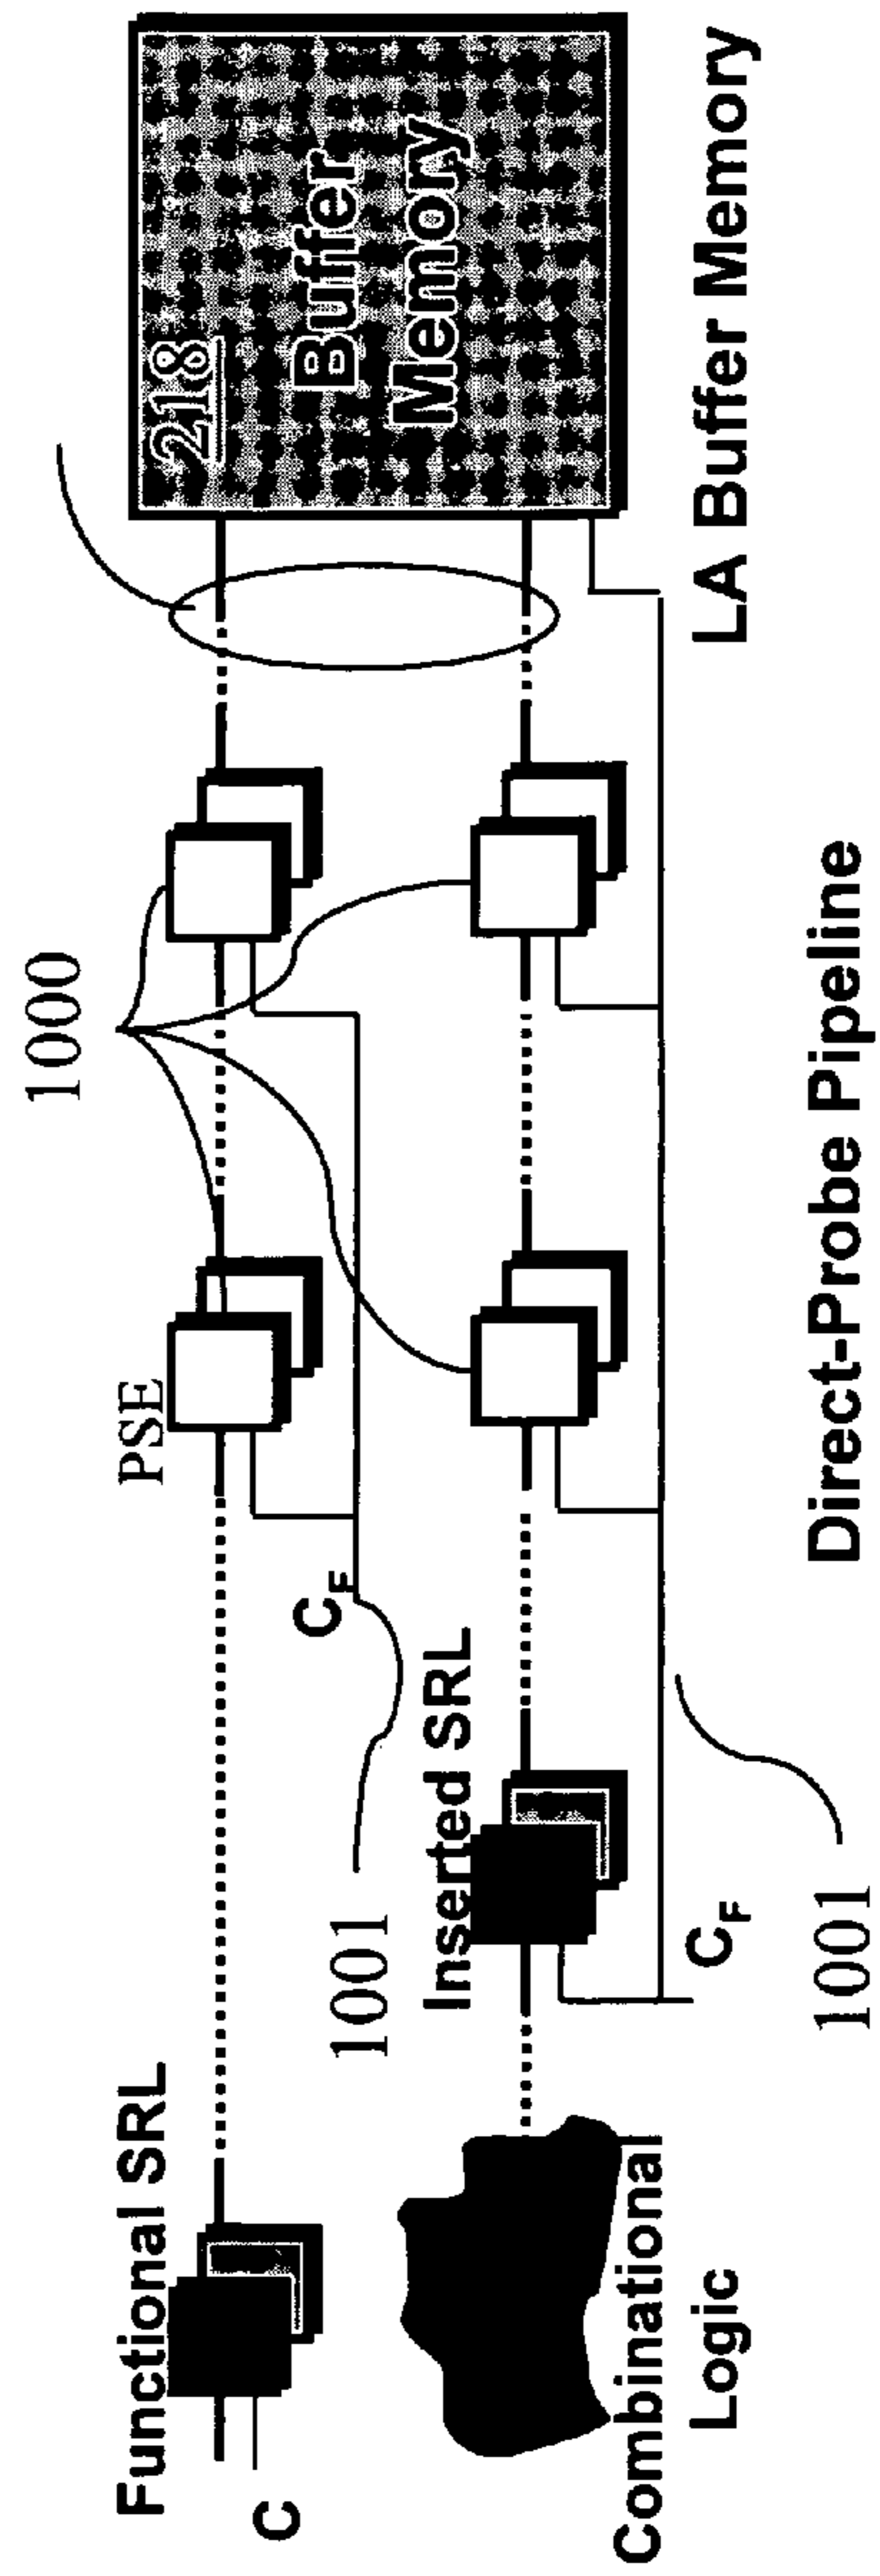 1000
218
Buffer
Memory
PSE
Functional SRL
C
C_F
1001
Inserted SRL
LA Buffer Memory
Combinational
Logic
C_F
Direct-Probe Pipeline
1001